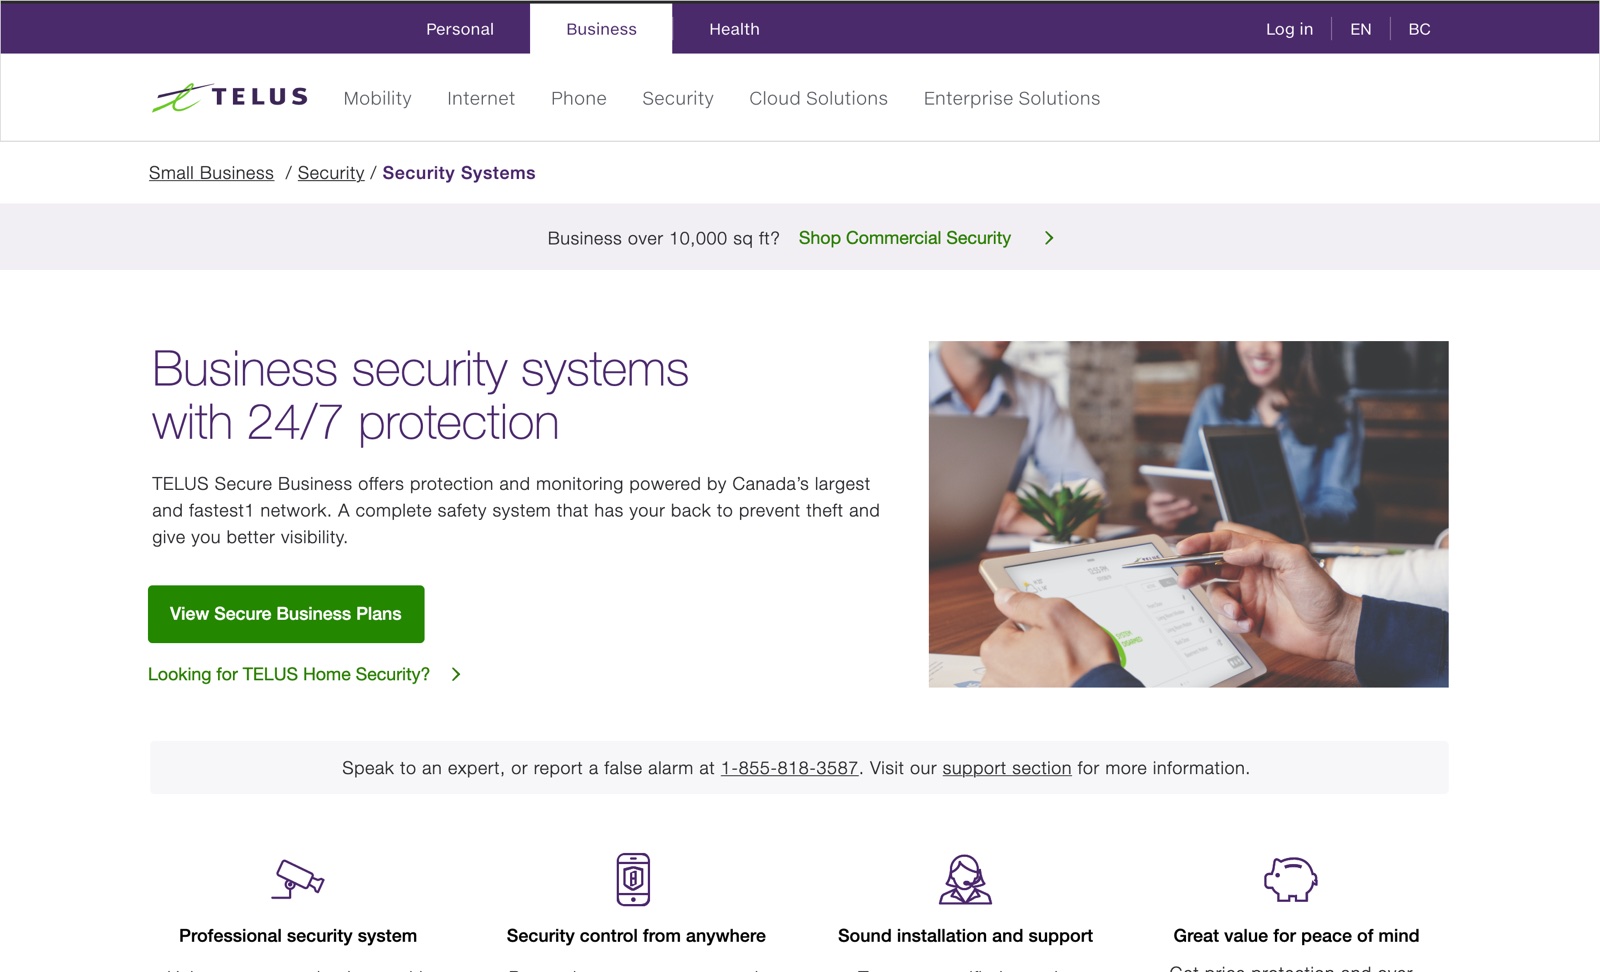 Personal
Business
Health
Log in
EN
BC
TELUS
Mobility
Internet
Phone
Security
Cloud Solutions
Enterprise Solutions
Small Business / Security / Security Systems
Business over 10,000 sq ft? Shop Commercial Security
Business security systems
with 24/7 protection
TELUS Secure Business offers protection and monitoring powered by Canada’s largest
and fastest1 network. A complete safety system that has your back to prevent theft and
give you better visibility.
View Secure Business Plans
Looking for TELUS Home Security?
SYSTEM
DISARMED
Speak to an expert, or report a false alarm at 1-855-818-3587. Visit our support section for more information.
Professional security system
Security control from anywhere
Sound installation and support
Great value for peace of mind